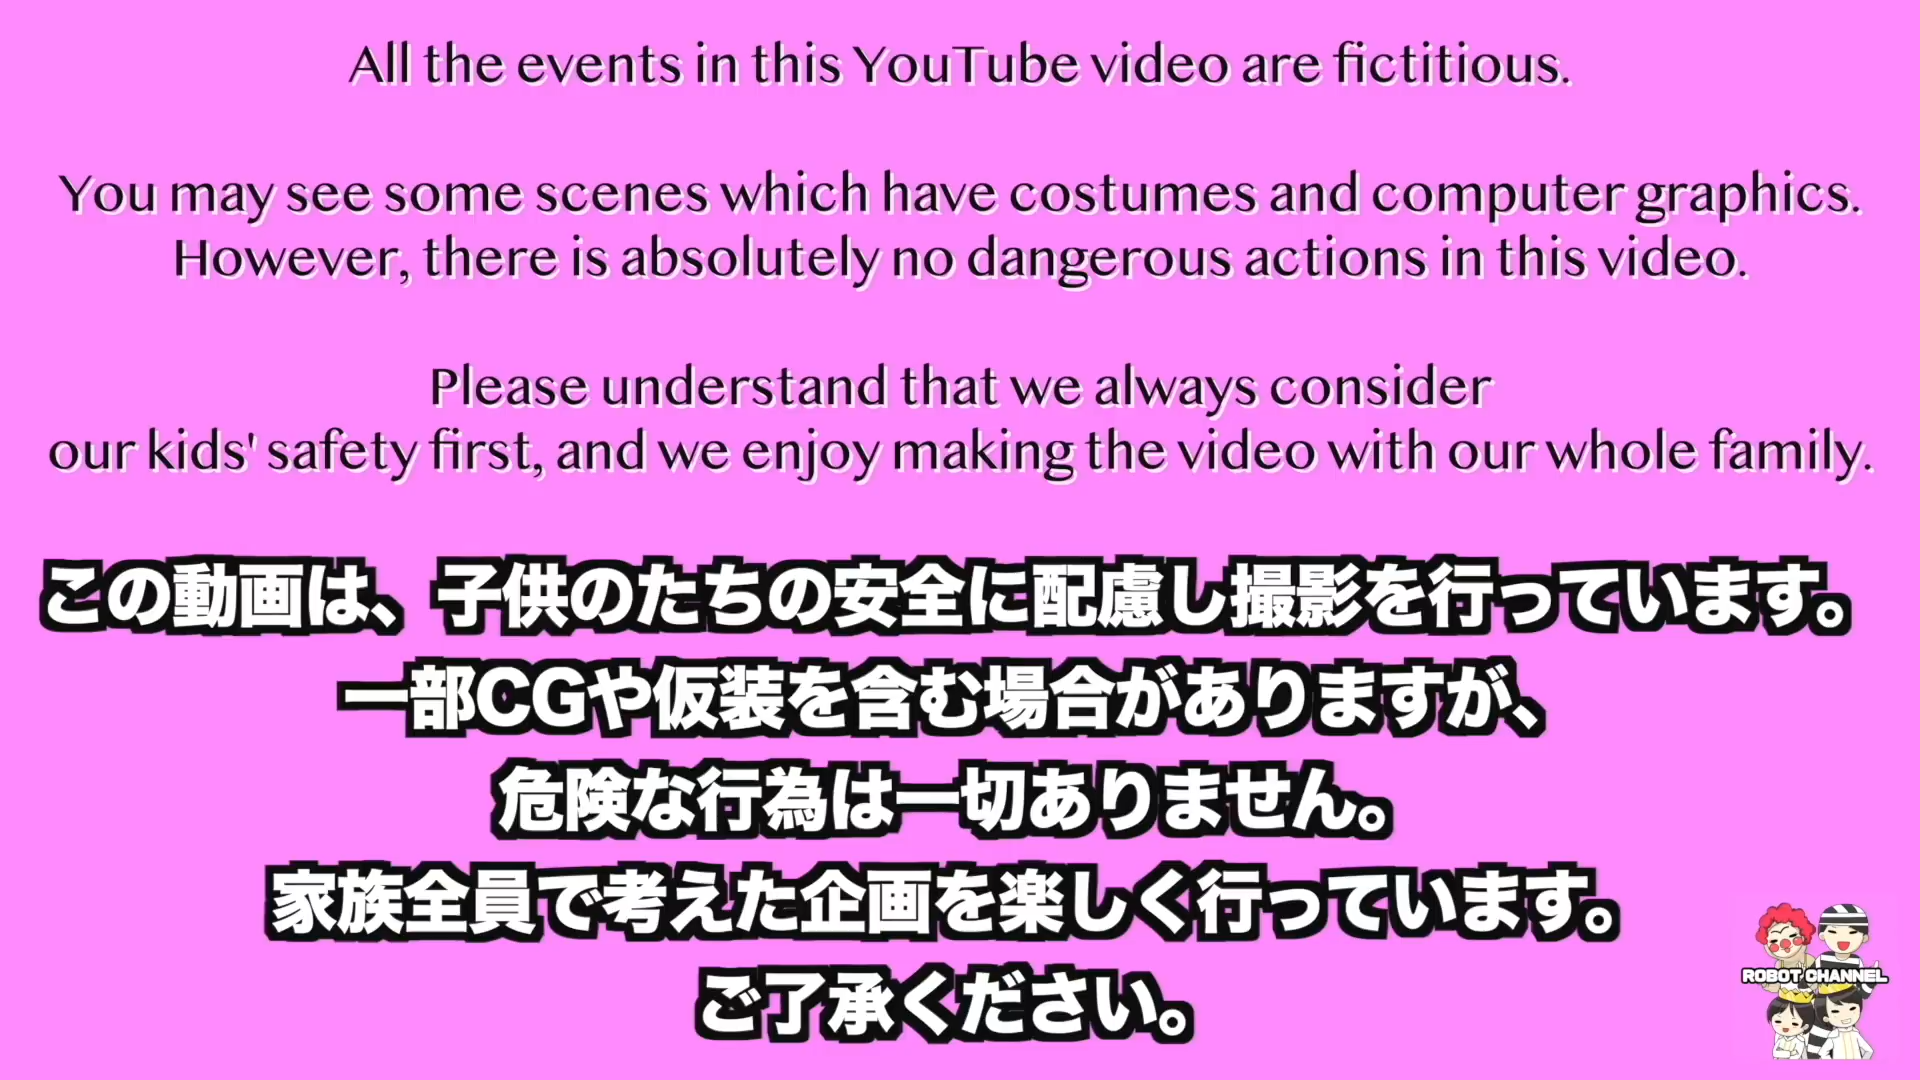 All the events in this YouTube video are fictitious.
You may see some scenes which have costumes and computer graphics.
However, there is absolutely no dangerous actions in this video.
Please understand that we always consider
our kids' safety first, and we enjoy making the video with our whole family.
この動画は、子供のたちの安全に配慮し撮影を行っています。
一部CGや仮装を含む場合がありますが、
危険な行為は一切ありません。
家族全員で考えた企画を楽しく行っています。
ご了承ください。
ROBOT CHANNEL